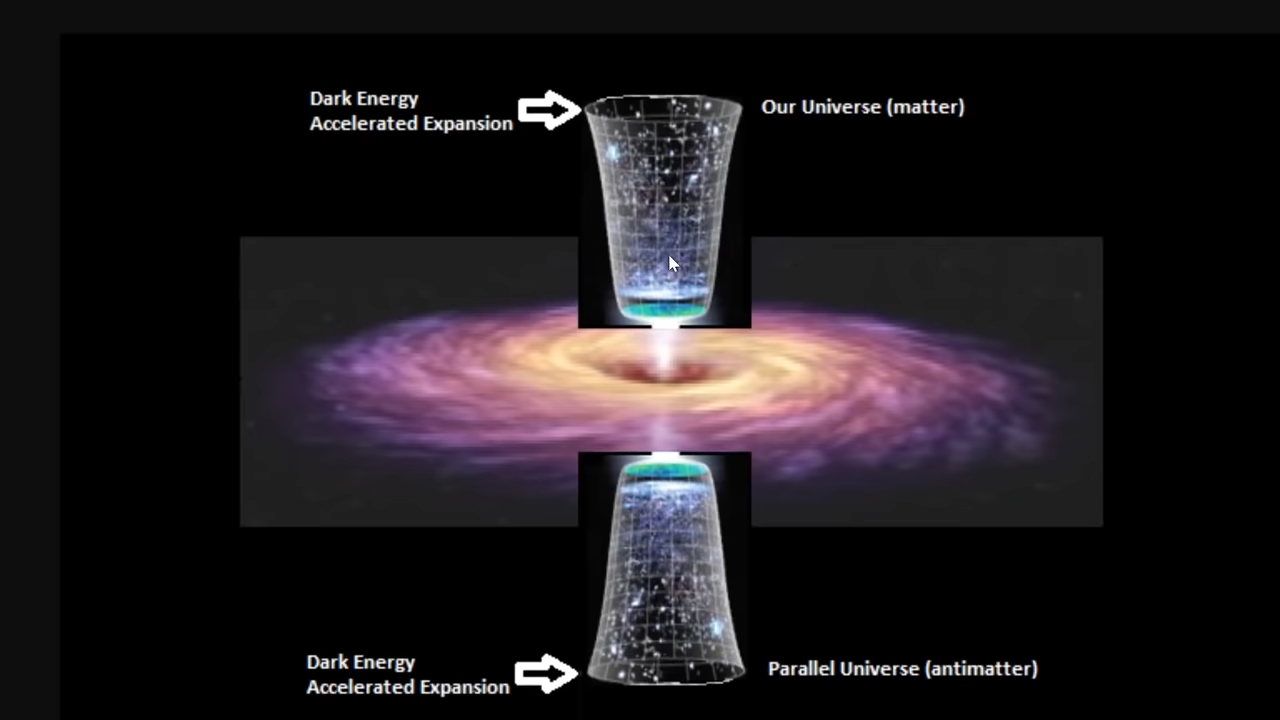 Dark Energy
Accelerated Expansion
Our Universe (matter)
Dark Energy
Accelerated Expansion
Parallel Universe (antimatter)